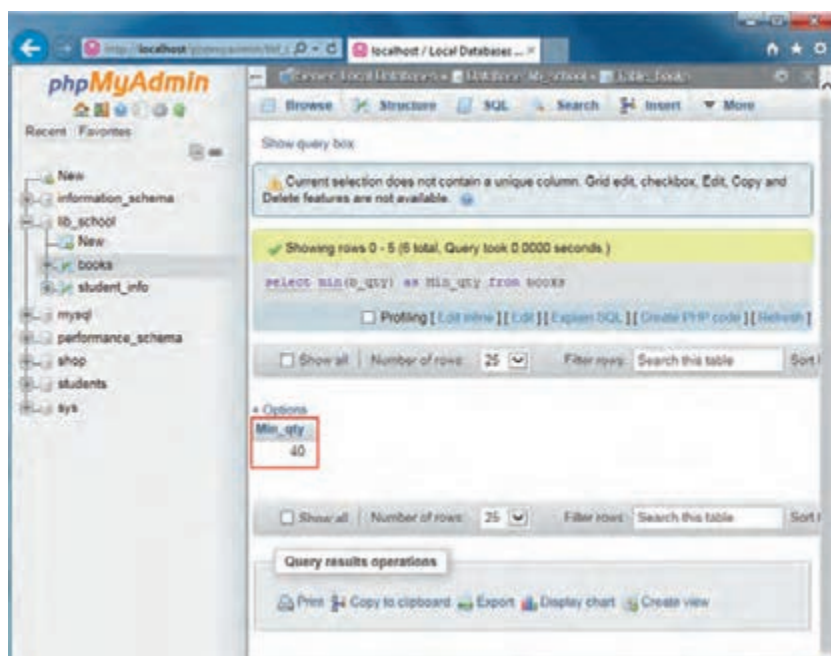 localhost
localhost / Local Databases ...
phpMyAdmin
Recent Favorites
New
information_schema
lib_school
New
books
student_info
mysql
performance_schema
shop
students
sys
Browse Structure SQL Search Insert More
Show query box
Current selection does not contain a unique column. Grid edit, checkbox, Edit, Copy and
Delete features are not available.
Showing rows 0 - 5 (6 total, Query took 0.0000 seconds.)
select min(b_qty) as Min_qty from books
Profiling [ Edit inline ] [ Edit ] [ Explain SQL ] [ Create PHP code ] [ Refresh ]
Show all Number of rows: 25 Filter rows: Search this table Sort
+ Options
Min_qty
40
Show all Number of rows: 25 Filter rows: Search this table Sort
Query results operations
Print Copy to clipboard Export Display chart Create view